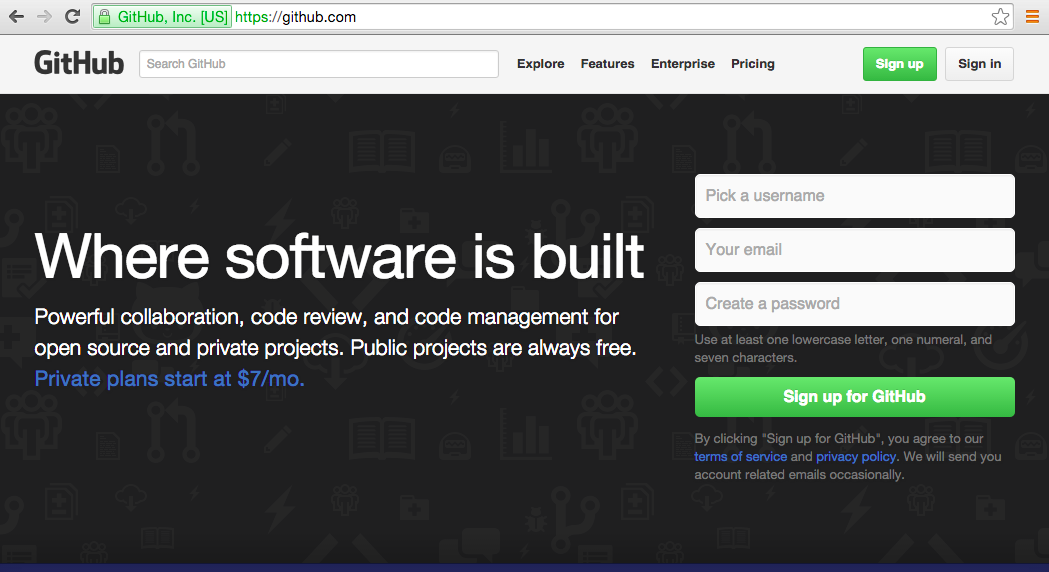 GitHub, Inc. [US] https://github.com
GitHub Search GitHub Explore Features Enterprise Pricing Sign up Sign in
Where software is built
Powerful collaboration, code review, and code management for
open source and private projects. Public projects are always free.
Private plans start at $7/mo.
Pick a username
Your email
Create a password
Use at least one lowercase letter, one numeral, and
seven characters.
Sign up for GitHub
By clicking "Sign up for GitHub", you agree to our
terms of service and privacy policy. We will send you
account related emails occasionally.